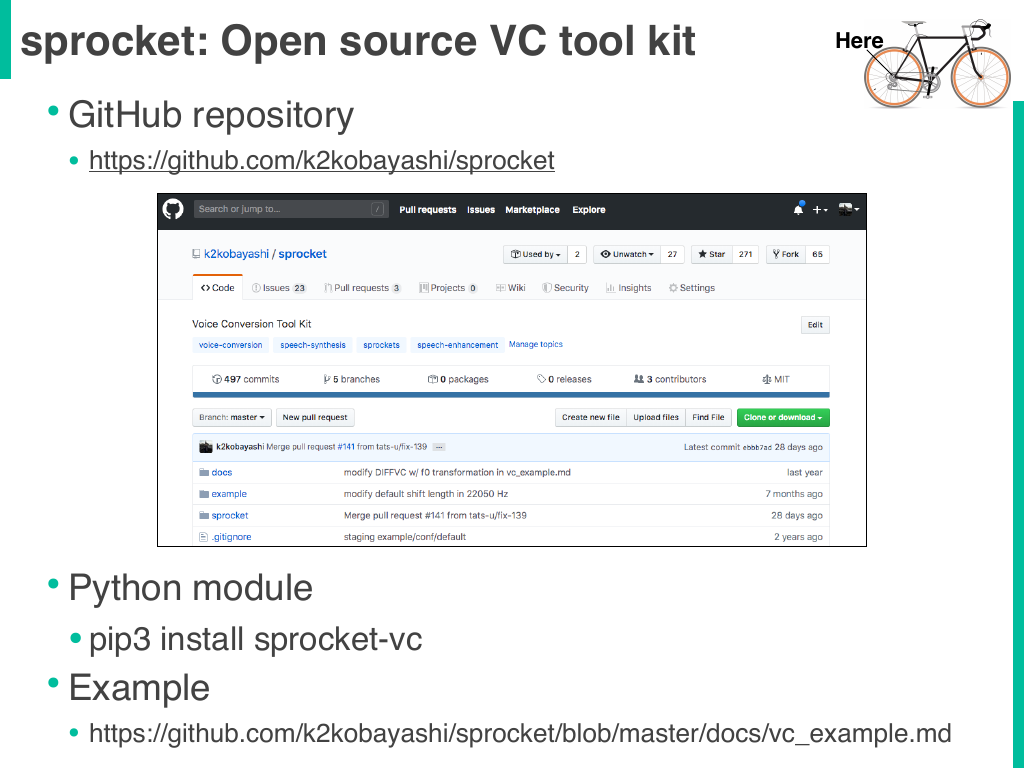 sprocket: Open source VC tool kit
Here
• GitHub repository
• https://github.com/k2kobayashi/sprocket
Search or jump to... / Pull requests Issues Marketplace Explore
k2kobayashi / sprocket Used by 2 Unwatch 27 Star 271 Fork 65
Code Issues 23 Pull requests 3 Projects 0 Wiki Security Insights Settings
Voice Conversion Tool Kit Edit
voice-conversion speech-synthesis sprockets speech-enhancement Manage topics
497 commits 5 branches 0 packages 0 releases 3 contributors MIT
Branch: master New pull request Create new file Upload files Find File Clone or download
k2kobayashi Merge pull request #141 from tats-u/fix-139 ... Latest commit ebbb7ad 28 days ago
docs modify DIFFVC w/ f0 transformation in vc_example.md last year
example modify default shift length in 22050 Hz 7 months ago
sprocket Merge pull request #141 from tats-u/fix-139 28 days ago
.gitignore staging example/conf/default 2 years ago
• Python module
• pip3 install sprocket-vc
• Example
• https://github.com/k2kobayashi/sprocket/blob/master/docs/vc_example.md